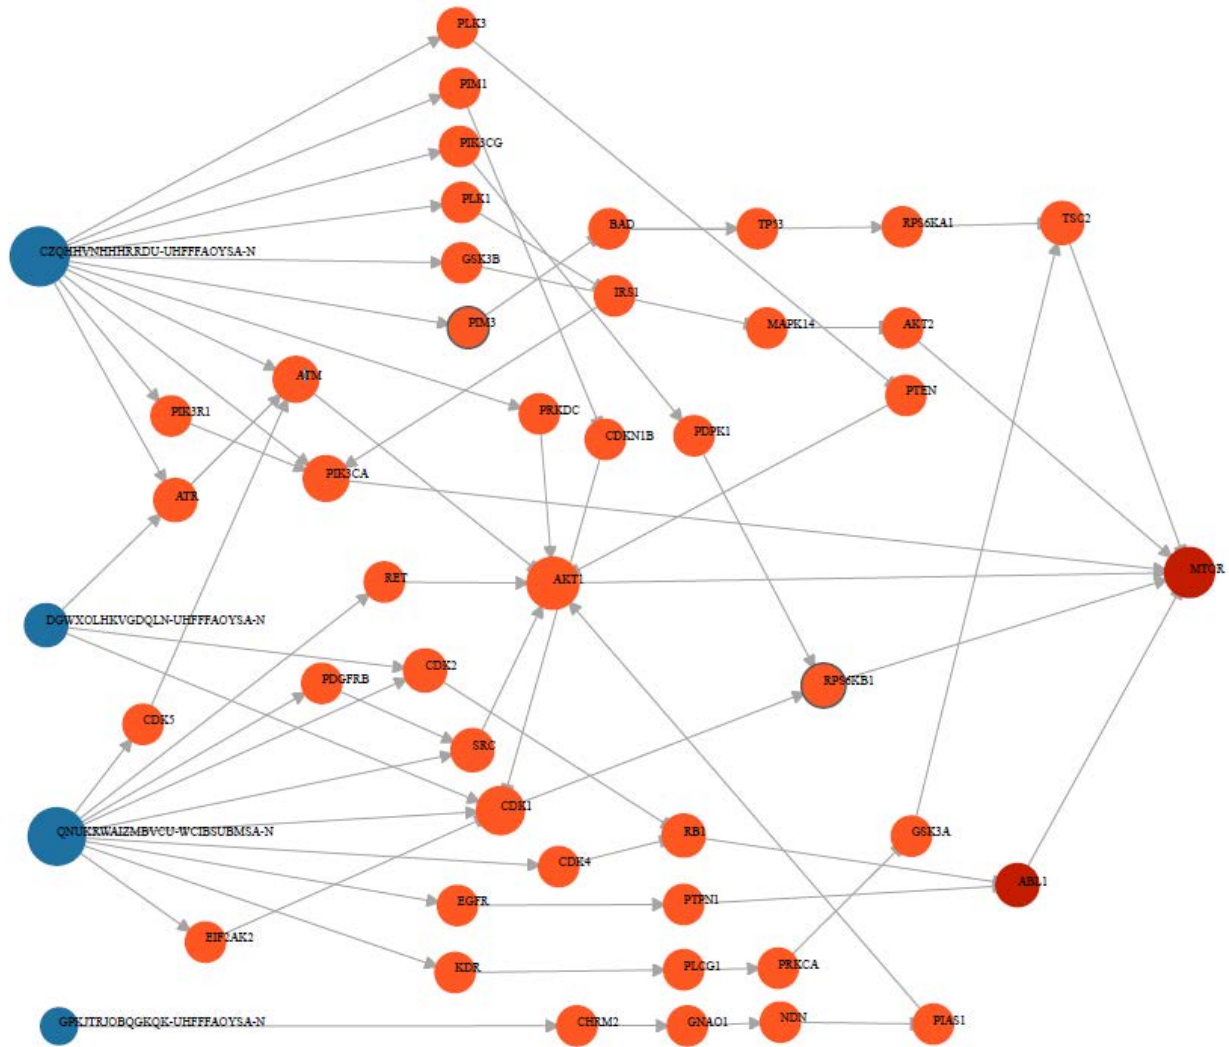 PLK3
PIM1
PIK3CG
PLK1
BAD
TP53
RPS6KA1
TSC2
CZQHHVNHHHRRDU-UHFFFAOYSA-N
GSK3B
IRS1
PIM3
MAPK14
AKT2
ATM
PTEN
PIK3R1
PRKDC
CDKN1B
PDPK1
PIK3CA
ATR
MTOR
RET
AKT1
DGWXOLHKVGDQLN-UHFFFAOYSA-N
CDK2
PDGFRB
RPS6KB1
CDK5
SRC
CDK1
QNUKRWAIZMBVCU-WCIBSUBMSA-N
RB1
GSK3A
CDK4
ABL1
EGFR
PTPN1
EIF2AK2
KDR
PLCG1
PRKCA
GPKJTRJOBQGKQK-UHFFFAOYSA-N
CHRM2
GNAO1
NDN
PIAS1